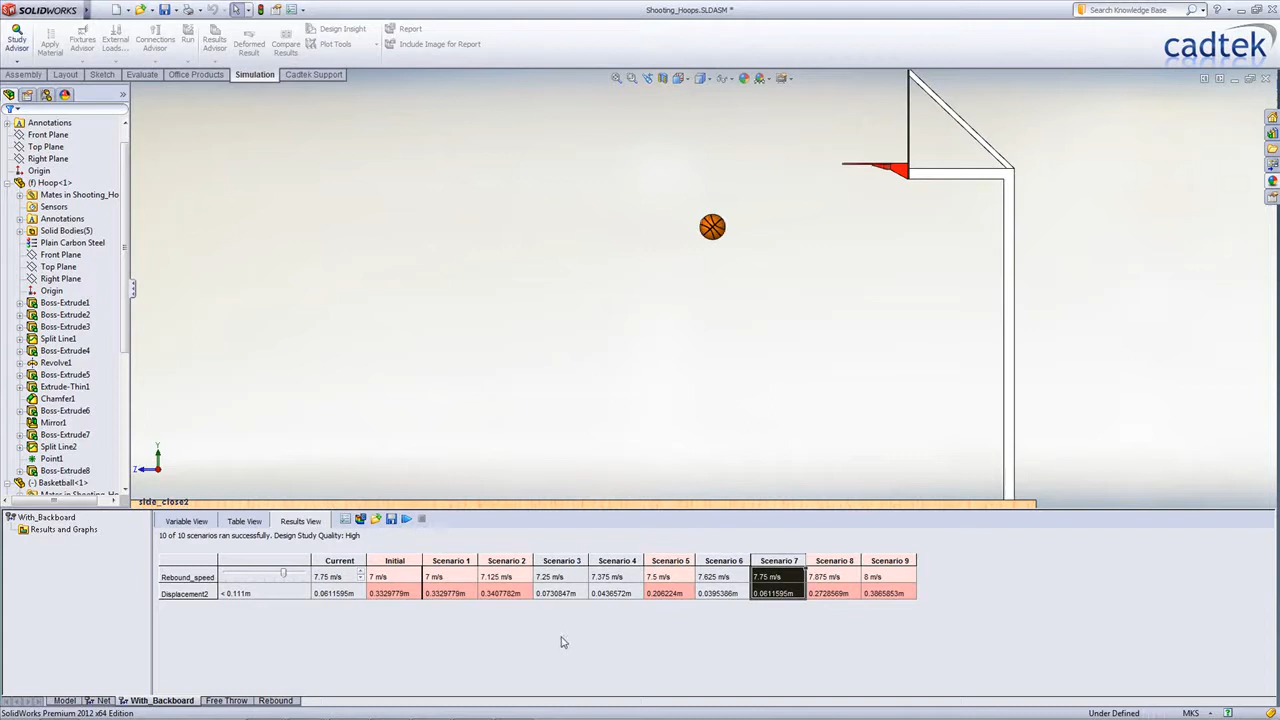 SOLIDWORKS
Shooting_Hoops.SLDASM *
Search Knowledge Base
Study Advisor
Apply Material
Fixtures Advisor
External Loads...
Connections Advisor
Run
Results Advisor
Deformed Result
Compare Results
Design Insight
Plot Tools
Report
Include Image for Report
cadtek
Assembly Layout Sketch Evaluate Office Products Simulation Cadtek Support
Annotations
Front Plane
Top Plane
Right Plane
Origin
(f) Hoop<1>
Mates in Shooting_Ho
Sensors
Annotations
Solid Bodies(5)
Plain Carbon Steel
Front Plane
Top Plane
Right Plane
Origin
Boss-Extrude1
Boss-Extrude2
Boss-Extrude3
Split Line1
Boss-Extrude4
Revolve1
Boss-Extrude5
Extrude-Thin1
Chamfer1
Boss-Extrude6
Mirror1
Boss-Extrude7
Split Line2
Point1
Boss-Extrude8
(-) Basketball<1>
Mates in Shooting_Ho
Y
Z
side_close2
With_Backboard
Results and Graphs
Variable View Table View Results View
10 of 10 scenarios ran successfully. Design Study Quality: High
Current Initial Scenario 1 Scenario 2 Scenario 3 Scenario 4 Scenario 5 Scenario 6 Scenario 7 Scenario 8 Scenario 9
Rebound_speed 7.75 m/s 7 m/s 7 m/s 7.125 m/s 7.25 m/s 7.375 m/s 7.5 m/s 7.625 m/s 7.75 m/s 7.875 m/s 8 m/s
Displacement2 < 0.111m 0.0611595m 0.3329779m 0.3329779m 0.3407782m 0.0730847m 0.0436572m 0.206224m 0.0395386m 0.0611595m 0.2728569m 0.3865853m
Model Net With_Backboard Free Throw Rebound
SolidWorks Premium 2012 x64 Edition
Under Defined
MKS